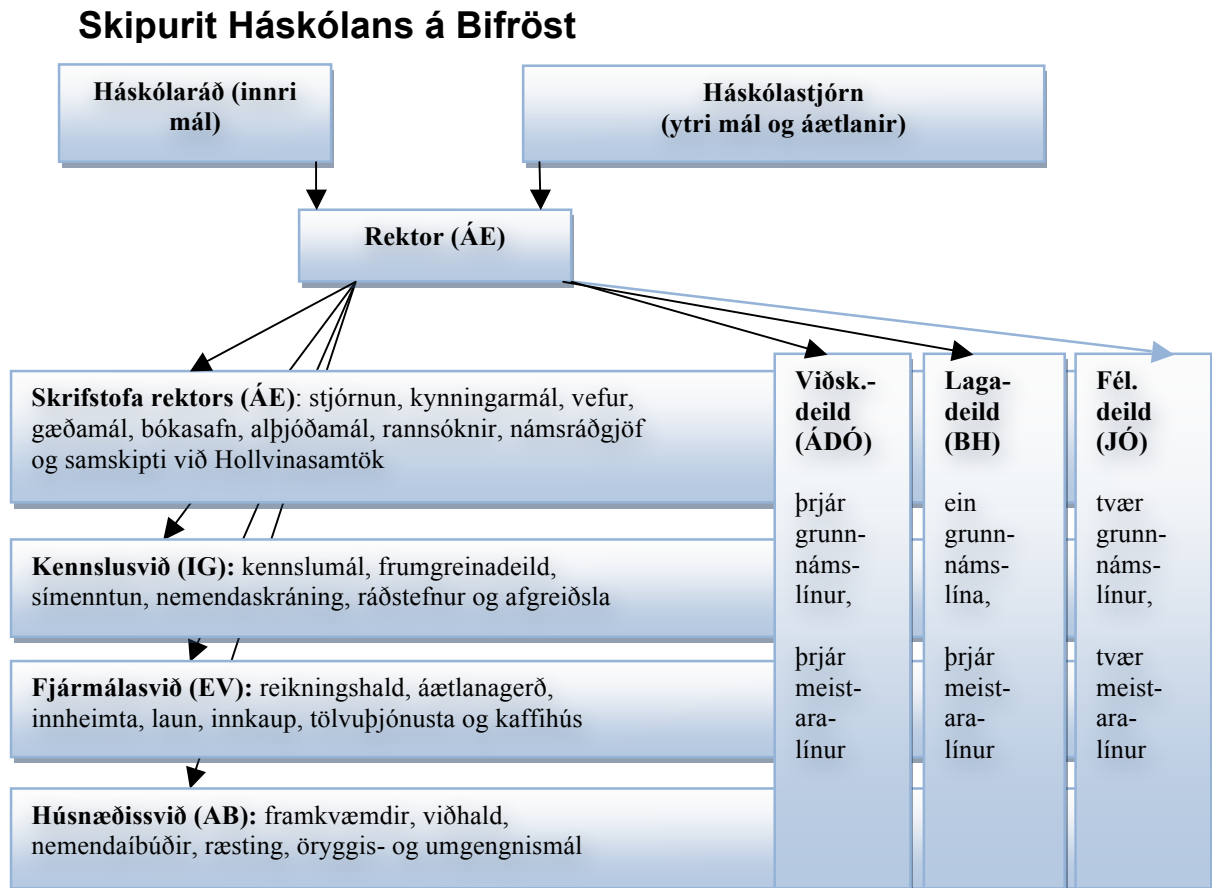 Skipurit Háskólans á Bifröst
Háskólaráð (innri
mál)
Háskólastjórn
(ytri mál og áætlanir)
Rektor (ÁE)
Skrifstofa rektors (ÁE): stjórnun, kynningarmál, vefur,
gæðamál, bókasafn, alþjóðamál, rannsóknir, námsráðgjöf
og samskipti við Hollvinasamtök
Kennslusvið (IG): kennslumál, frumgreinadeild,
símenntun, nemendaskráning, ráðstefnur og afgreiðsla
Fjármálasvið (EV): reikningshald, áætlanagerð,
innheimta, laun, innkaup, tölvuþjónusta og kaffihús
Húsnæðissvið (AB): framkvæmdir, viðhald,
nemendaíbúðir, ræsting, öryggis- og umgengnismál
Viðsk.-
deild
(ÁDÓ)
þrjár
grunn-
náms-
línur,
þrjár
meist-
ara-
línur
Laga-
deild
(BH)
ein
grunn-
náms-
lína,
þrjár
meist-
ara-
línur
Fél.
deild
(JÓ)
tvær
grunn-
náms-
línur,
tvær
meist-
ara-
línur